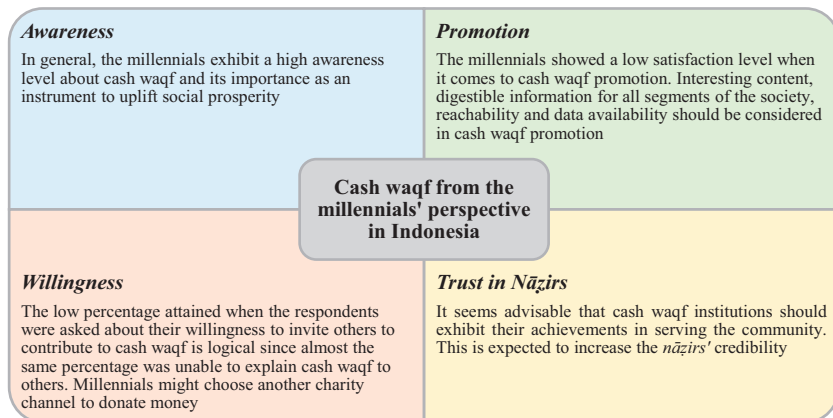 Awareness
In general, the millennials exhibit a high awareness
level about cash waqf and its importance as an
instrument to uplift social prosperity
Promotion
The millennials showed a low satisfaction level when
it comes to cash waqf promotion. Interesting content,
digestible information for all segments of the society,
reachability and data availability should be considered
in cash waqf promotion
Cash waqf from the
millennials' perspective
in Indonesia
Willingness
The low percentage attained when the respondents
were asked about their willingness to invite others to
contribute to cash waqf is logical since almost the
same percentage was unable to explain cash waqf to
others. Millennials might choose another charity
channel to donate money
Trust in Nāẓirs
It seems advisable that cash waqf institutions should
exhibit their achievements in serving the community.
This is expected to increase the nāẓirs' credibility